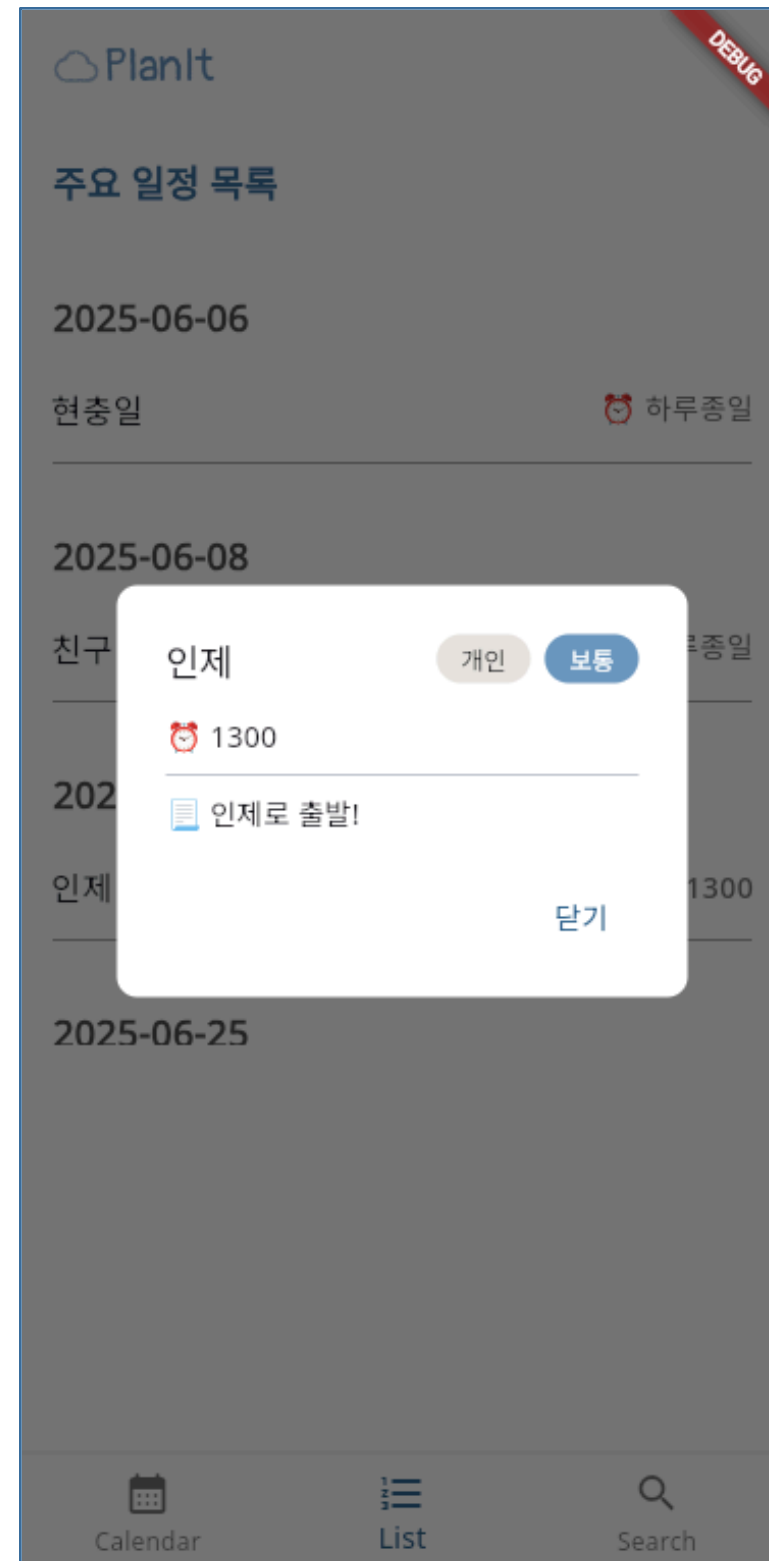 PlanIt
DEBUG
주요 일정 목록
2025-06-06
현충일
하루종일
2025-06-08
친구
종일
인제
개인
보통
1300
인제로 출발!
닫기
202
인제
1300
2025-06-25
Calendar
List
Search